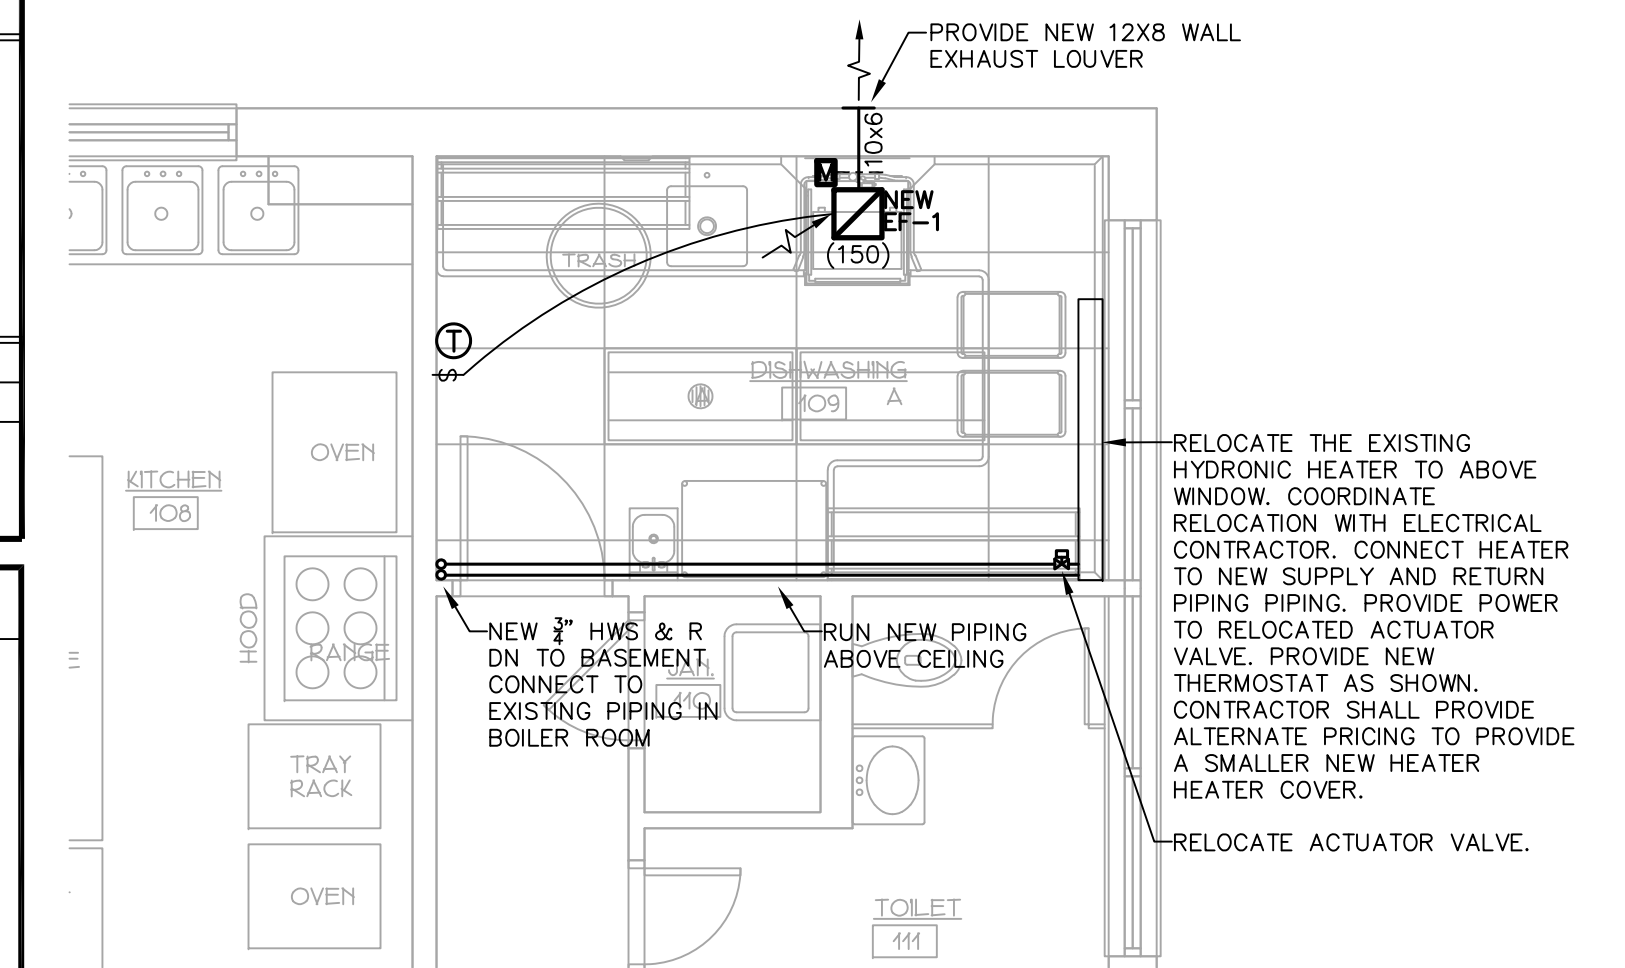 PROVIDE NEW 12X8 WALL
EXHAUST LOUVER
10x6
M
NEW
EF-1
(150)
TRASH
T
S
DISHWASHING
109
A
OVEN
KITCHEN
108
HOOD
RANGE
TRAY
RACK
OVEN
NEW 3/4" HWS & R
DN TO BASEMENT.
CONNECT TO
EXISTING PIPING IN
BOILER ROOM
JAN.
110
RUN NEW PIPING
ABOVE CEILING
RELOCATE THE EXISTING
HYDRONIC HEATER TO ABOVE
WINDOW. COORDINATE
RELOCATION WITH ELECTRICAL
CONTRACTOR. CONNECT HEATER
TO NEW SUPPLY AND RETURN
PIPING PIPING. PROVIDE POWER
TO RELOCATED ACTUATOR
VALVE. PROVIDE NEW
THERMOSTAT AS SHOWN.
CONTRACTOR SHALL PROVIDE
ALTERNATE PRICING TO PROVIDE
A SMALLER NEW HEATER
HEATER COVER.
RELOCATE ACTUATOR VALVE.
TOILET
111